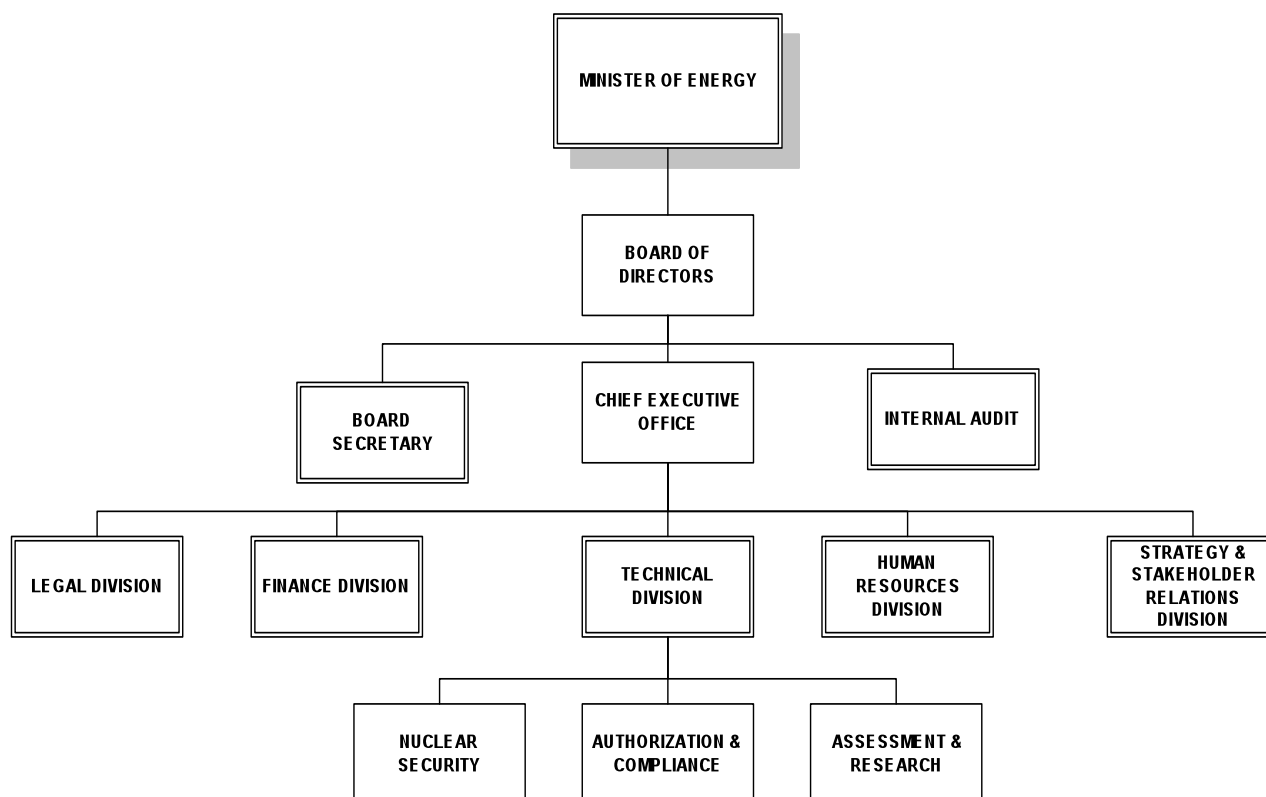 MINISTER OF ENERGY
BOARD OF
DIRECTORS
BOARD
SECRETARY
CHIEF EXECUTIVE
OFFICE
INTERNAL AUDIT
LEGAL DIVISION
FINANCE DIVISION
TECHNICAL
DIVISION
HUMAN
RESOURCES
DIVISION
STRATEGY &
STAKEHOLDER
RELATIONS
DIVISION
NUCLEAR
SECURITY
AUTHORIZATION &
COMPLIANCE
ASSESSMENT &
RESEARCH